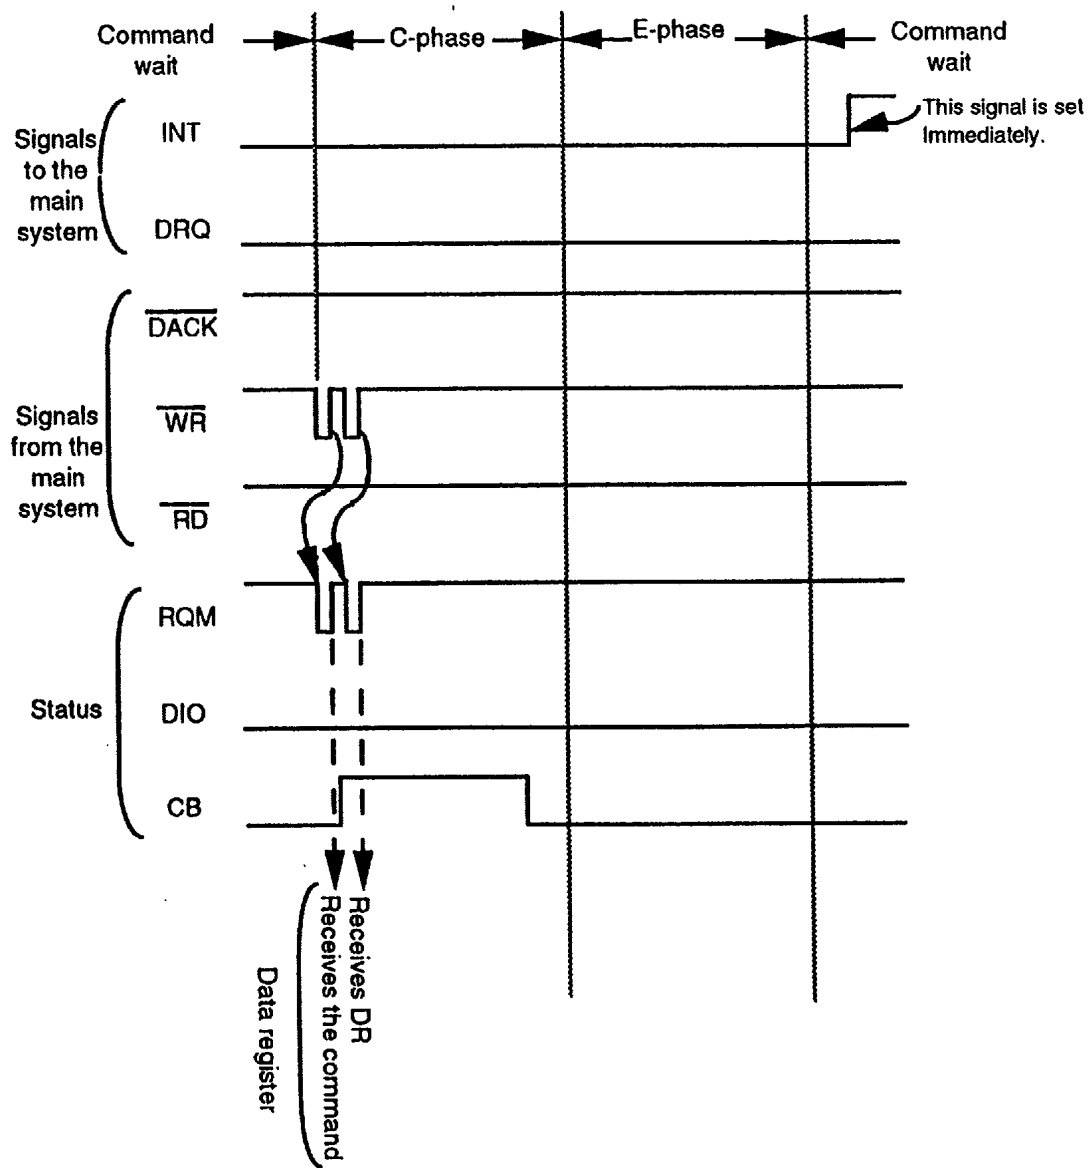 Command
wait
C-phase
E-phase
Command
wait
This signal is set
Immediately.
Signals
to the
main
system
INT
DRQ
Signals
from the
main
system
DACK
WR
RD
Status
RQM
DIO
CB
Receives DR
Receives the command
Data register